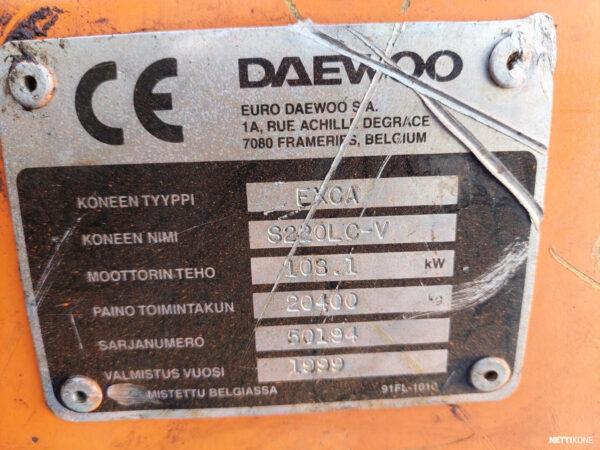 CE
DAEWOO
EURO DAEWOO S.A.
1A, RUE ACHILLE DEGRACE
7080 FRAMERIES, BELGIUM
KONEEN TYYPPI EXCA
KONEEN NIMI S220LC-V
MOOTTORIN TEHO 103.1 kW
PAINO TOIMINTAKUN 20400 kg
SARJANUMERO 50194
VALMISTUS VUOSI 1999
MISTETTU BELGIASSA 91FL-1010
NETTIKONE